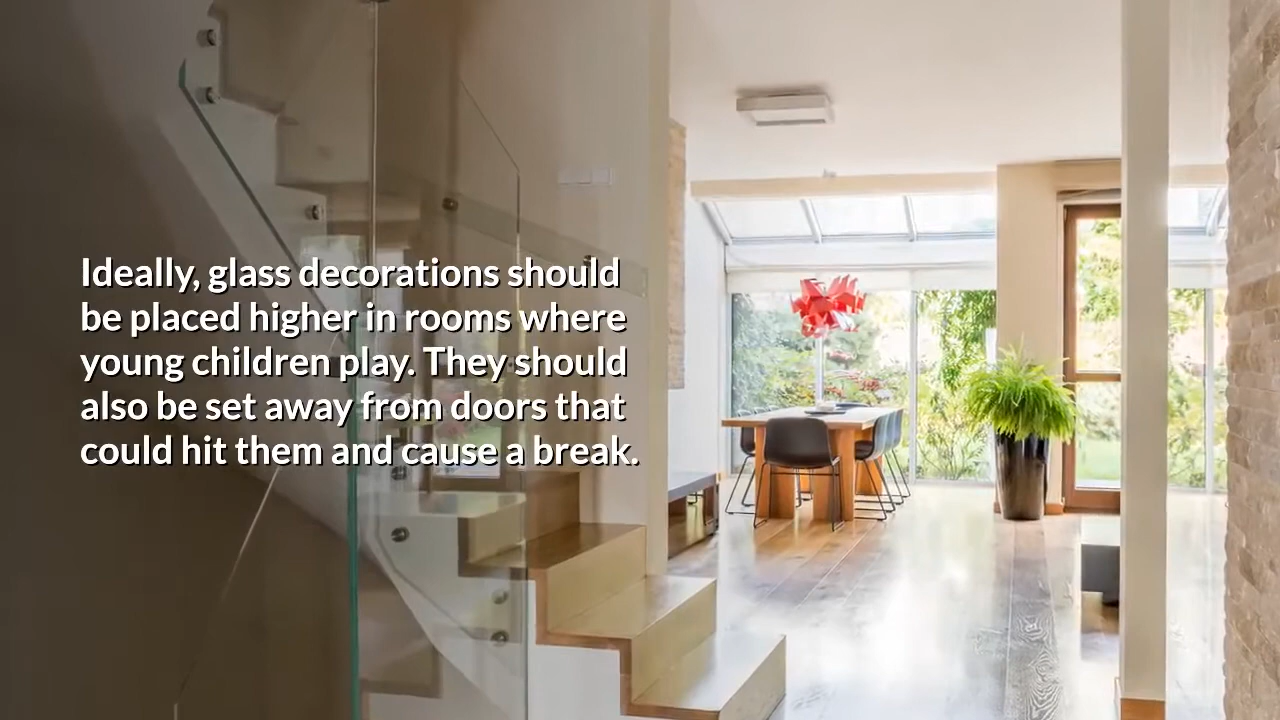 Ideally, glass decorations should
be placed higher in rooms where
young children play. They should
also be set away from doors that
could hit them and cause a break.